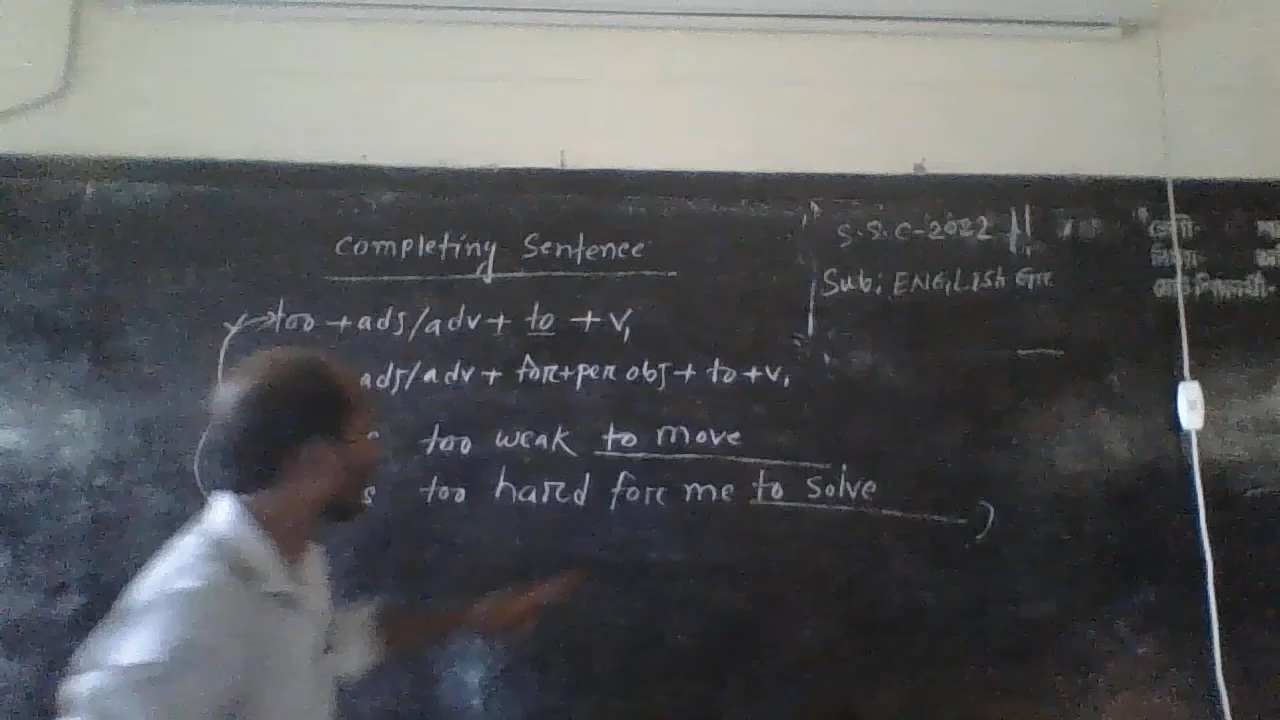 completing Sentence
too + adj/adv + to + V1
adj/adv + for + per obj + to + v1
too weak to move
too hard for me to solve
S.S.C-2022
Sub: ENGLISH